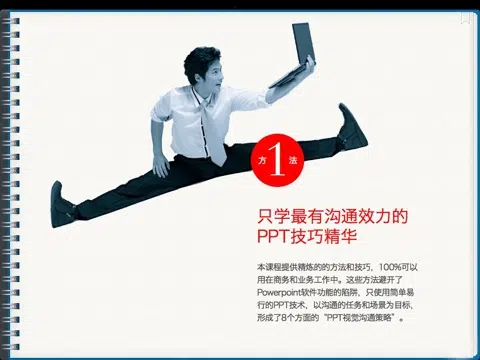 方 1 法
只学最有沟通效力的
PPT技巧精华
本课程提供精炼的的方法和技巧，100%可以
用在商务和业务工作中。这些方法避开了
Powerpoint软件功能的陷阱，只使用简单易
行的PPT技术，以沟通的任务和场景为目标，
形成了8个方面的“PPT视觉沟通策略”。